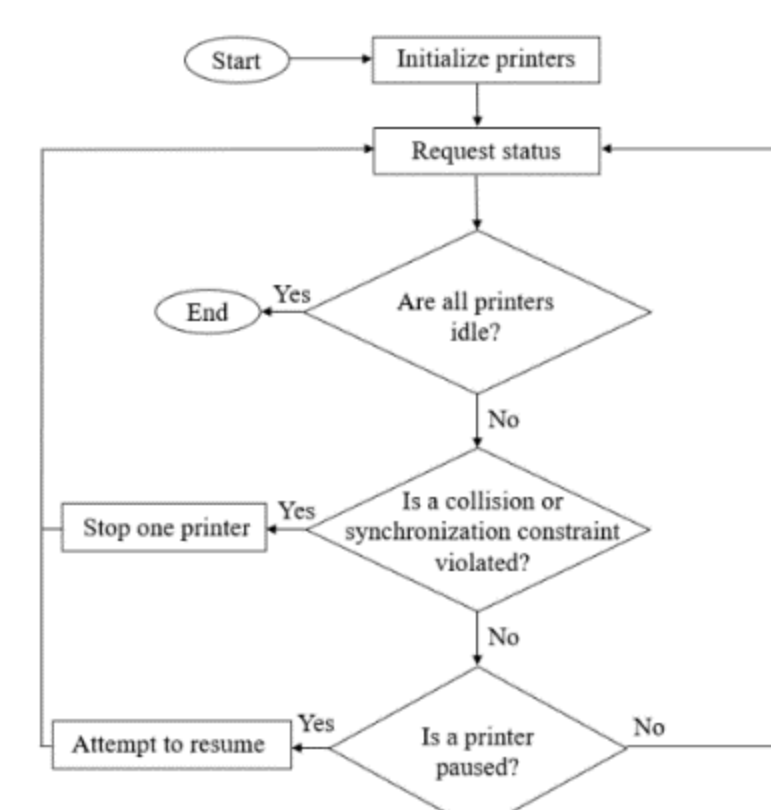 Start
Initialize printers
Request status
Are all printers
idle?
Yes
End
No
Is a collision or
synchronization constraint
violated?
Yes
Stop one printer
No
Is a printer
paused?
Yes
Attempt to resume
No